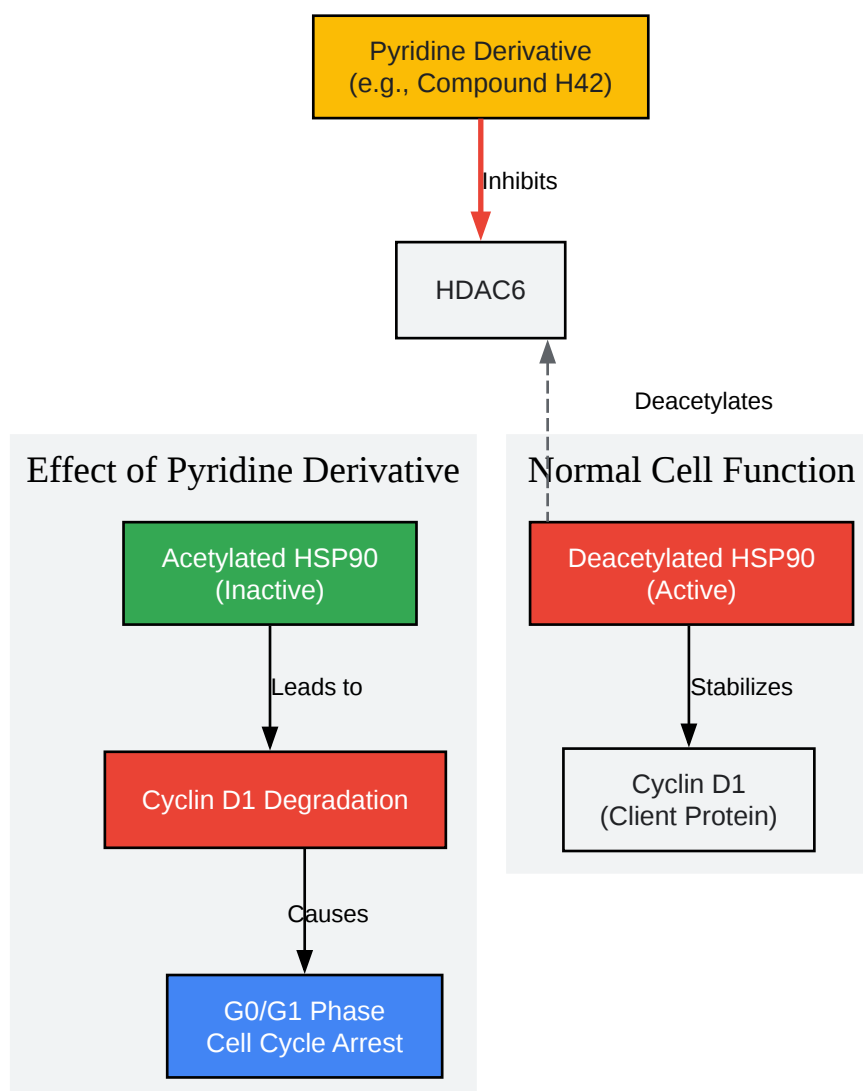 Pyridine Derivative
(e.g., Compound H42)
Inhibits
HDAC6
Deacetylates
Effect of Pyridine Derivative
Acetylated HSP90
(Inactive)
Leads to
Cyclin D1 Degradation
Causes
G0/G1 Phase
Cell Cycle Arrest
Normal Cell Function
Deacetylated HSP90
(Active)
Stabilizes
Cyclin D1
(Client Protein)